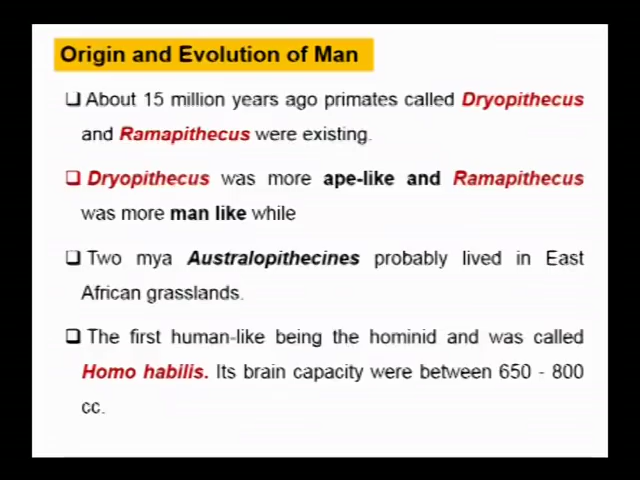 Origin and Evolution of Man
❑ About 15 million years ago primates called Dryopithecus
and Ramapithecus were existing.
❑ Dryopithecus was more ape-like and Ramapithecus
was more man like while
❑ Two mya Australopithecines probably lived in East
African grasslands.
❑ The first human-like being the hominid and was called
Homo habilis. Its brain capacity were between 650 - 800
cc.